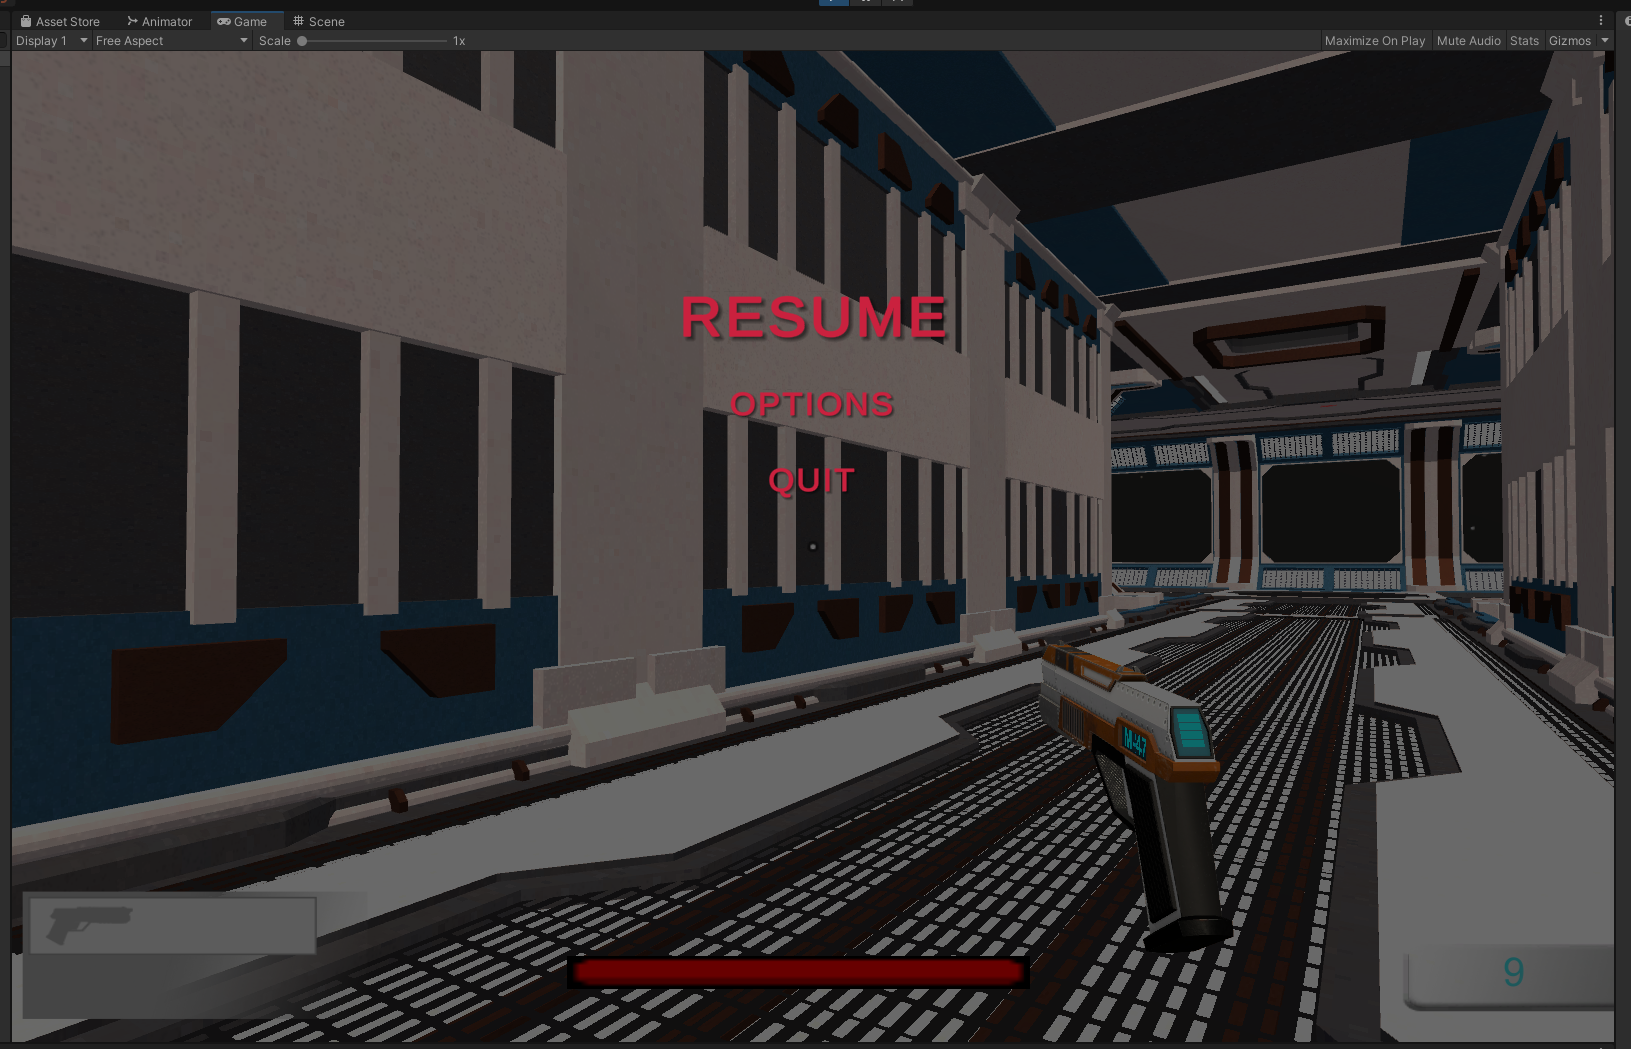 Asset Store
Animator
Game
Scene
Display 1
Free Aspect
Scale
1x
Maximize On Play
Mute Audio
Stats
Gizmos
RESUME
OPTIONS
QUIT
M-47
9